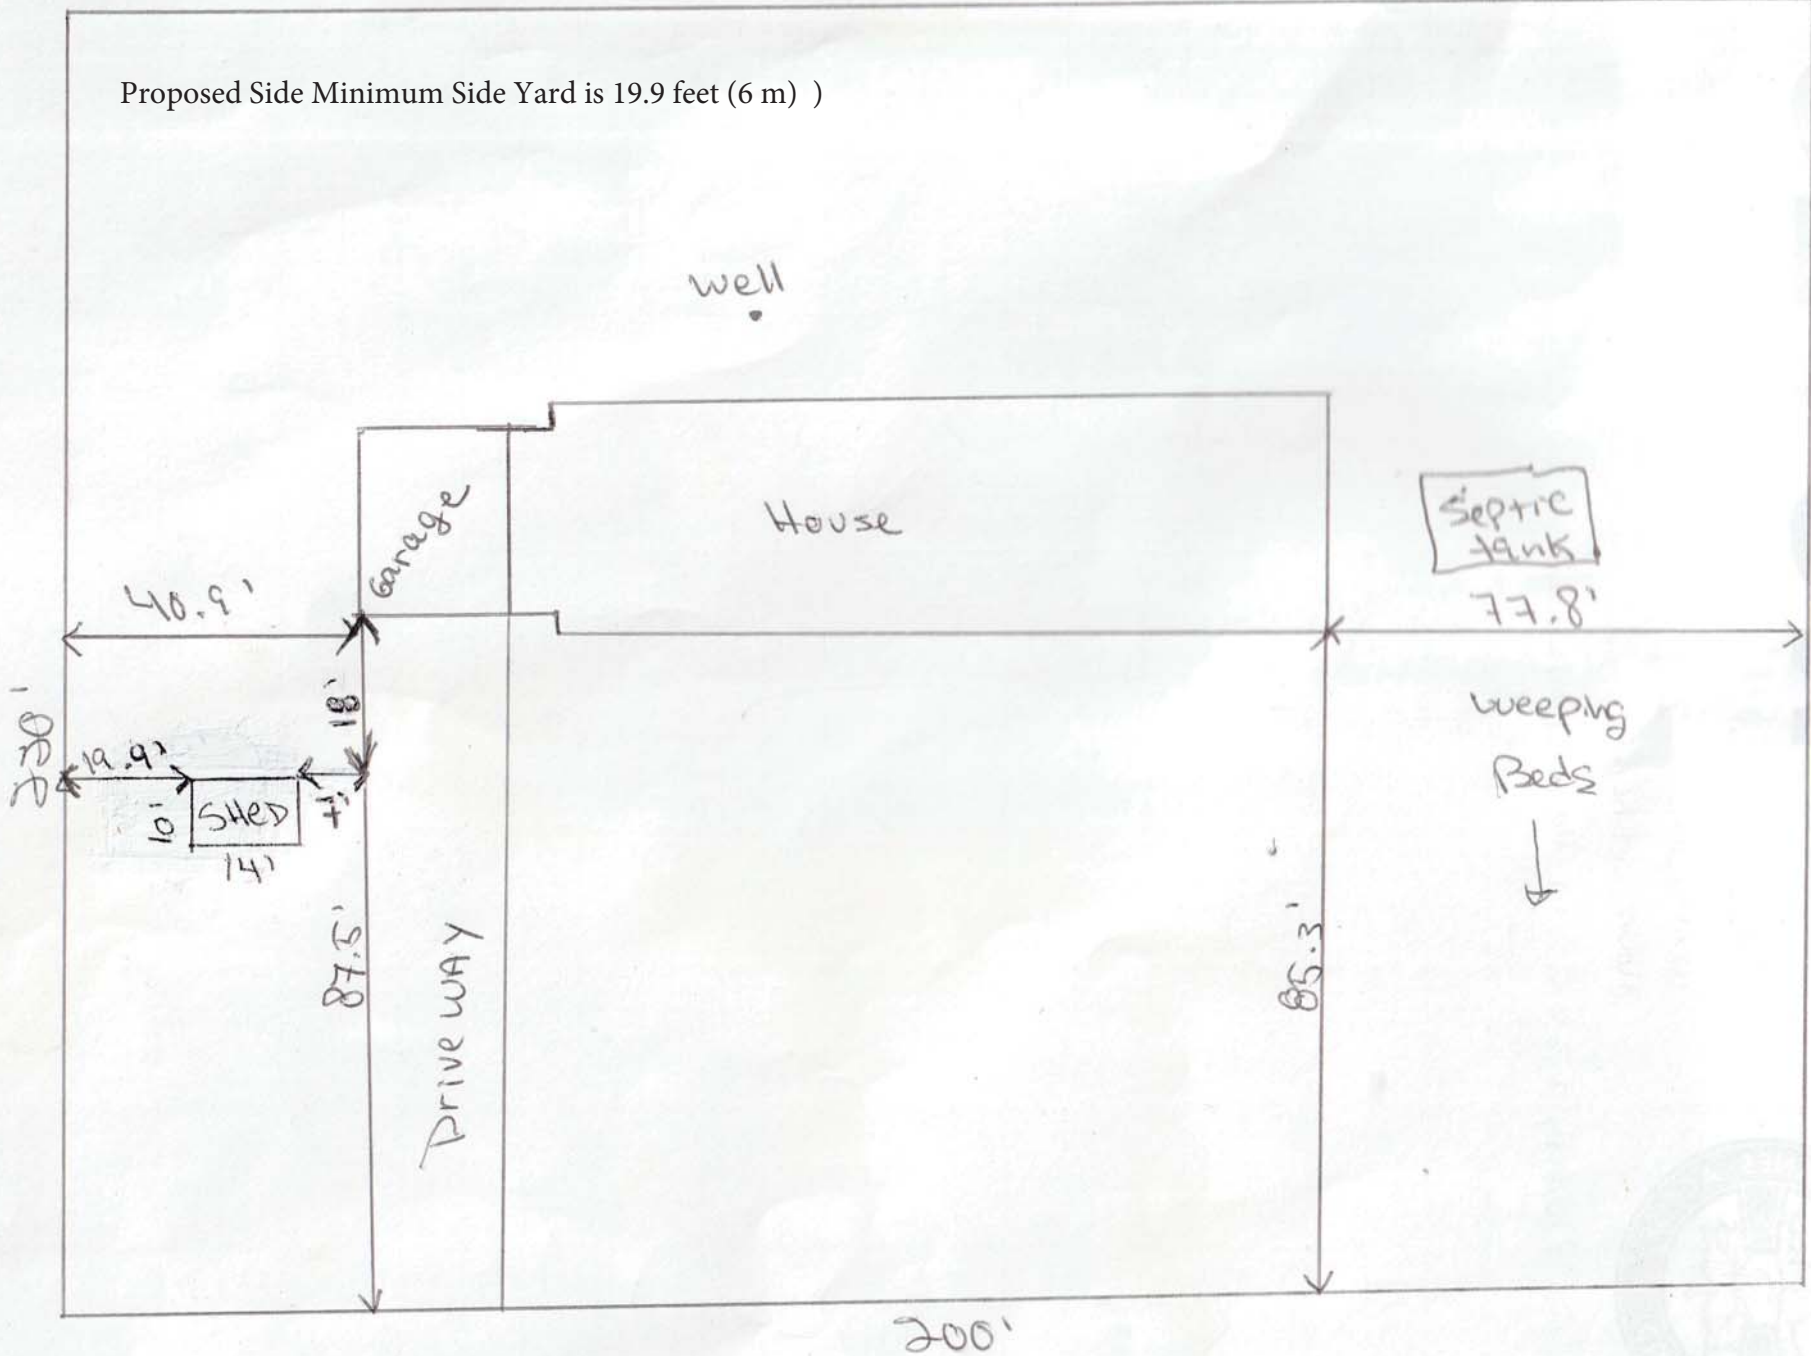 Proposed Side Minimum Side Yard is 19.9 feet (6 m) )
well
Garage
House
Septic
tank
40.9'
77.8'
18'
weeping
Beds
19.9'
7'
10'
SHED
14'
87.5'
85.3'
Driveway
200'